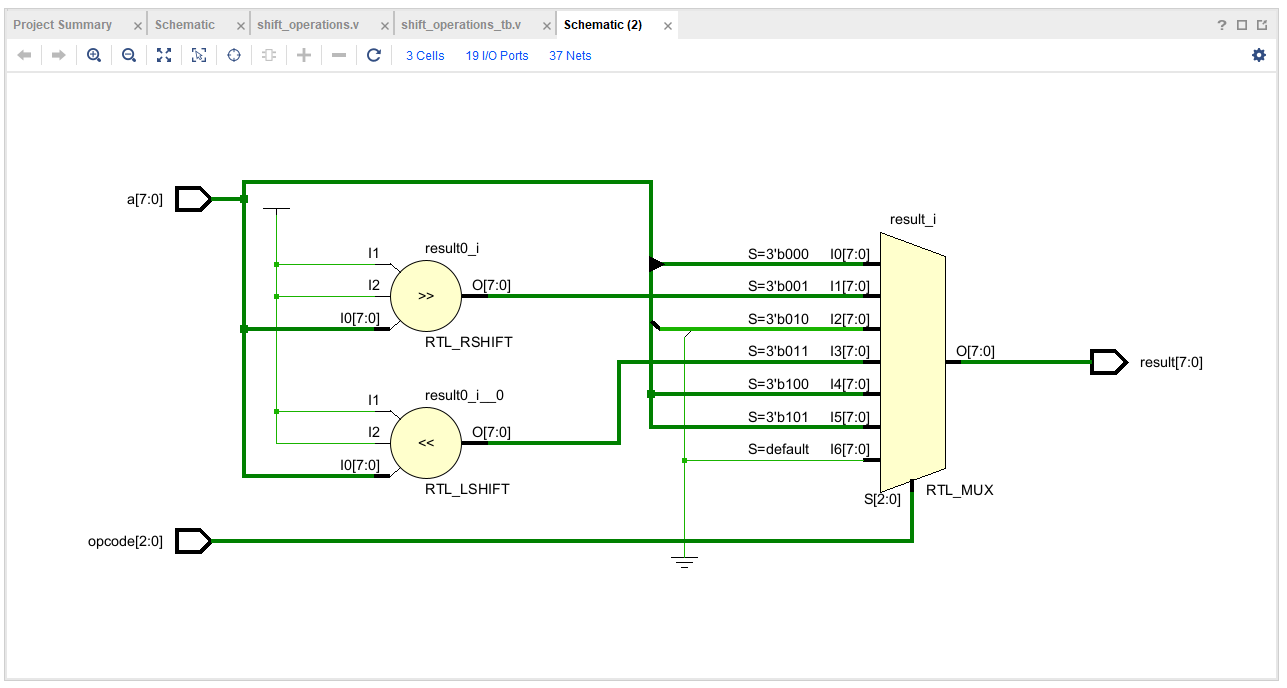 Project Summary
Schematic
shift_operations.v
shift_operations_tb.v
Schematic (2)
?
3 Cells
19 I/O Ports
37 Nets
a[7:0]
I1
I2
I0[7:0]
result0_i
>>
O[7:0]
RTL_RSHIFT
I1
I2
I0[7:0]
result0_i__0
<<
O[7:0]
RTL_LSHIFT
opcode[2:0]
result_i
S=3'b000 I0[7:0]
S=3'b001 I1[7:0]
S=3'b010 I2[7:0]
S=3'b011 I3[7:0]
S=3'b100 I4[7:0]
S=3'b101 I5[7:0]
S=default I6[7:0]
S[2:0]
RTL_MUX
O[7:0]
result[7:0]